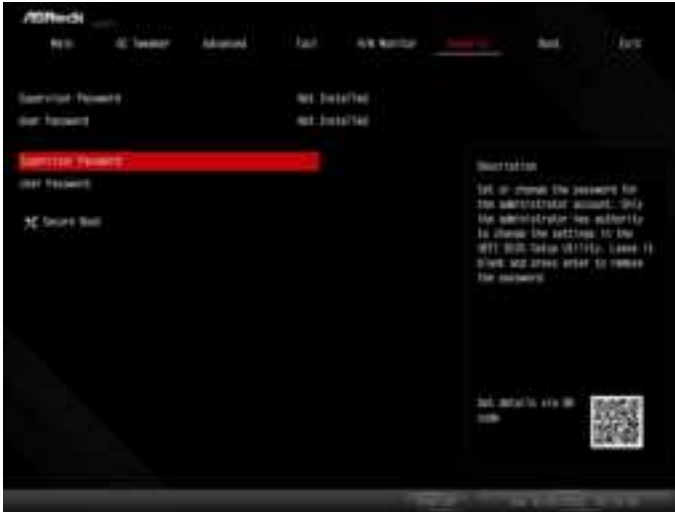 ASRock
Main OC Tweaker Advanced Tool H/W Monitor Security Boot Exit
Supervisor Password Not Installed
User Password Not Installed
Supervisor Password
User Password
Secure Boot
Description
Set or change the password for
the administrator account. Only
the administrator has authority
to change the settings in the
UEFI BIOS Setup Utility. Leave it
blank and press enter to remove
the password.
Get details via QR
code